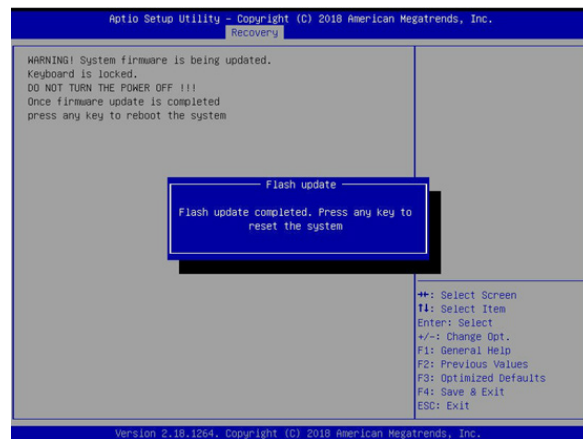 Aptio Setup Utility – Copyright (C) 2018 American Megatrends, Inc.
Recovery
WARNING! System firmware is being updated.
Keyboard is locked.
DO NOT TURN THE POWER OFF !!!
Once firmware update is completed
press any key to reboot the system
Flash update
Flash update completed. Press any key to
reset the system
→←: Select Screen
↑↓: Select Item
Enter: Select
+/-: Change Opt.
F1: General Help
F2: Previous Values
F3: Optimized Defaults
F4: Save & Exit
ESC: Exit
Version 2.18.1264. Copyright (C) 2018 American Megatrends, Inc.